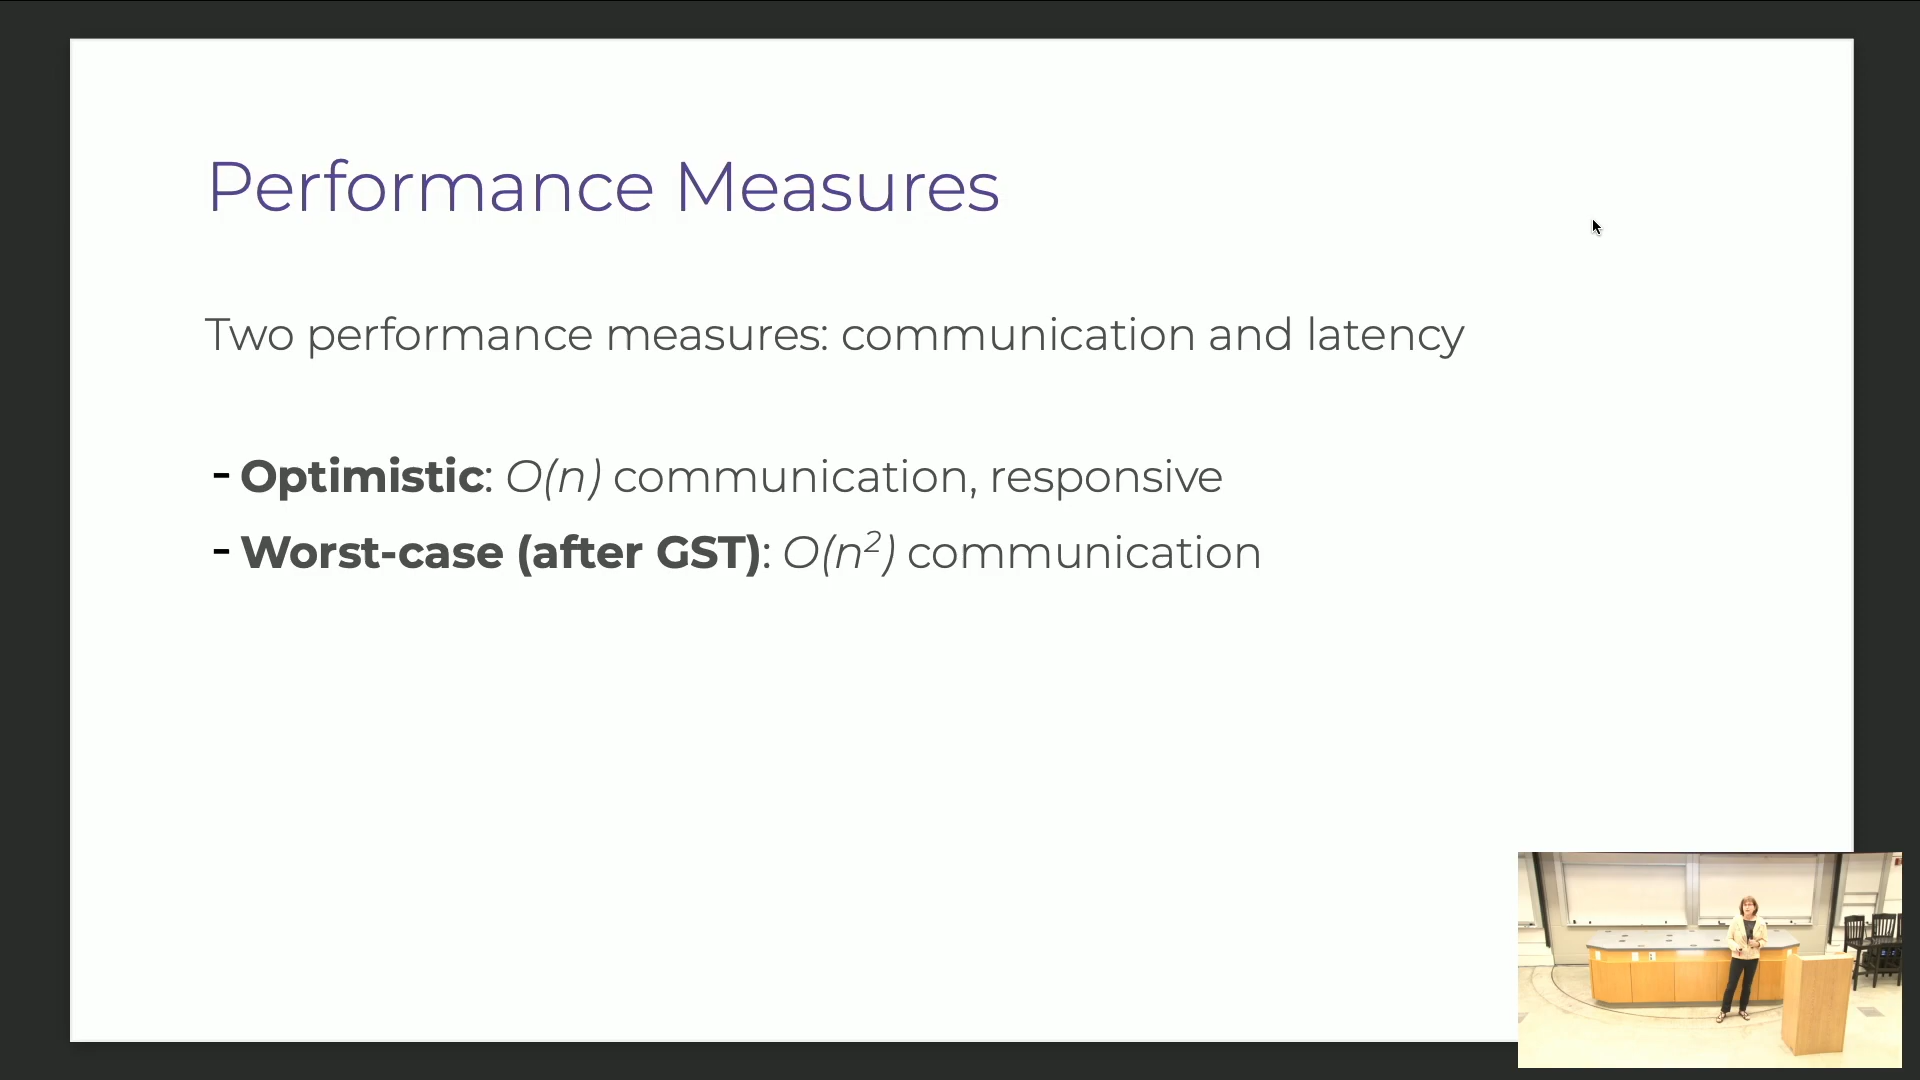 Performance Measures
Two performance measures: communication and latency
- Optimistic: O(n) communication, responsive
- Worst-case (after GST): O(n²) communication